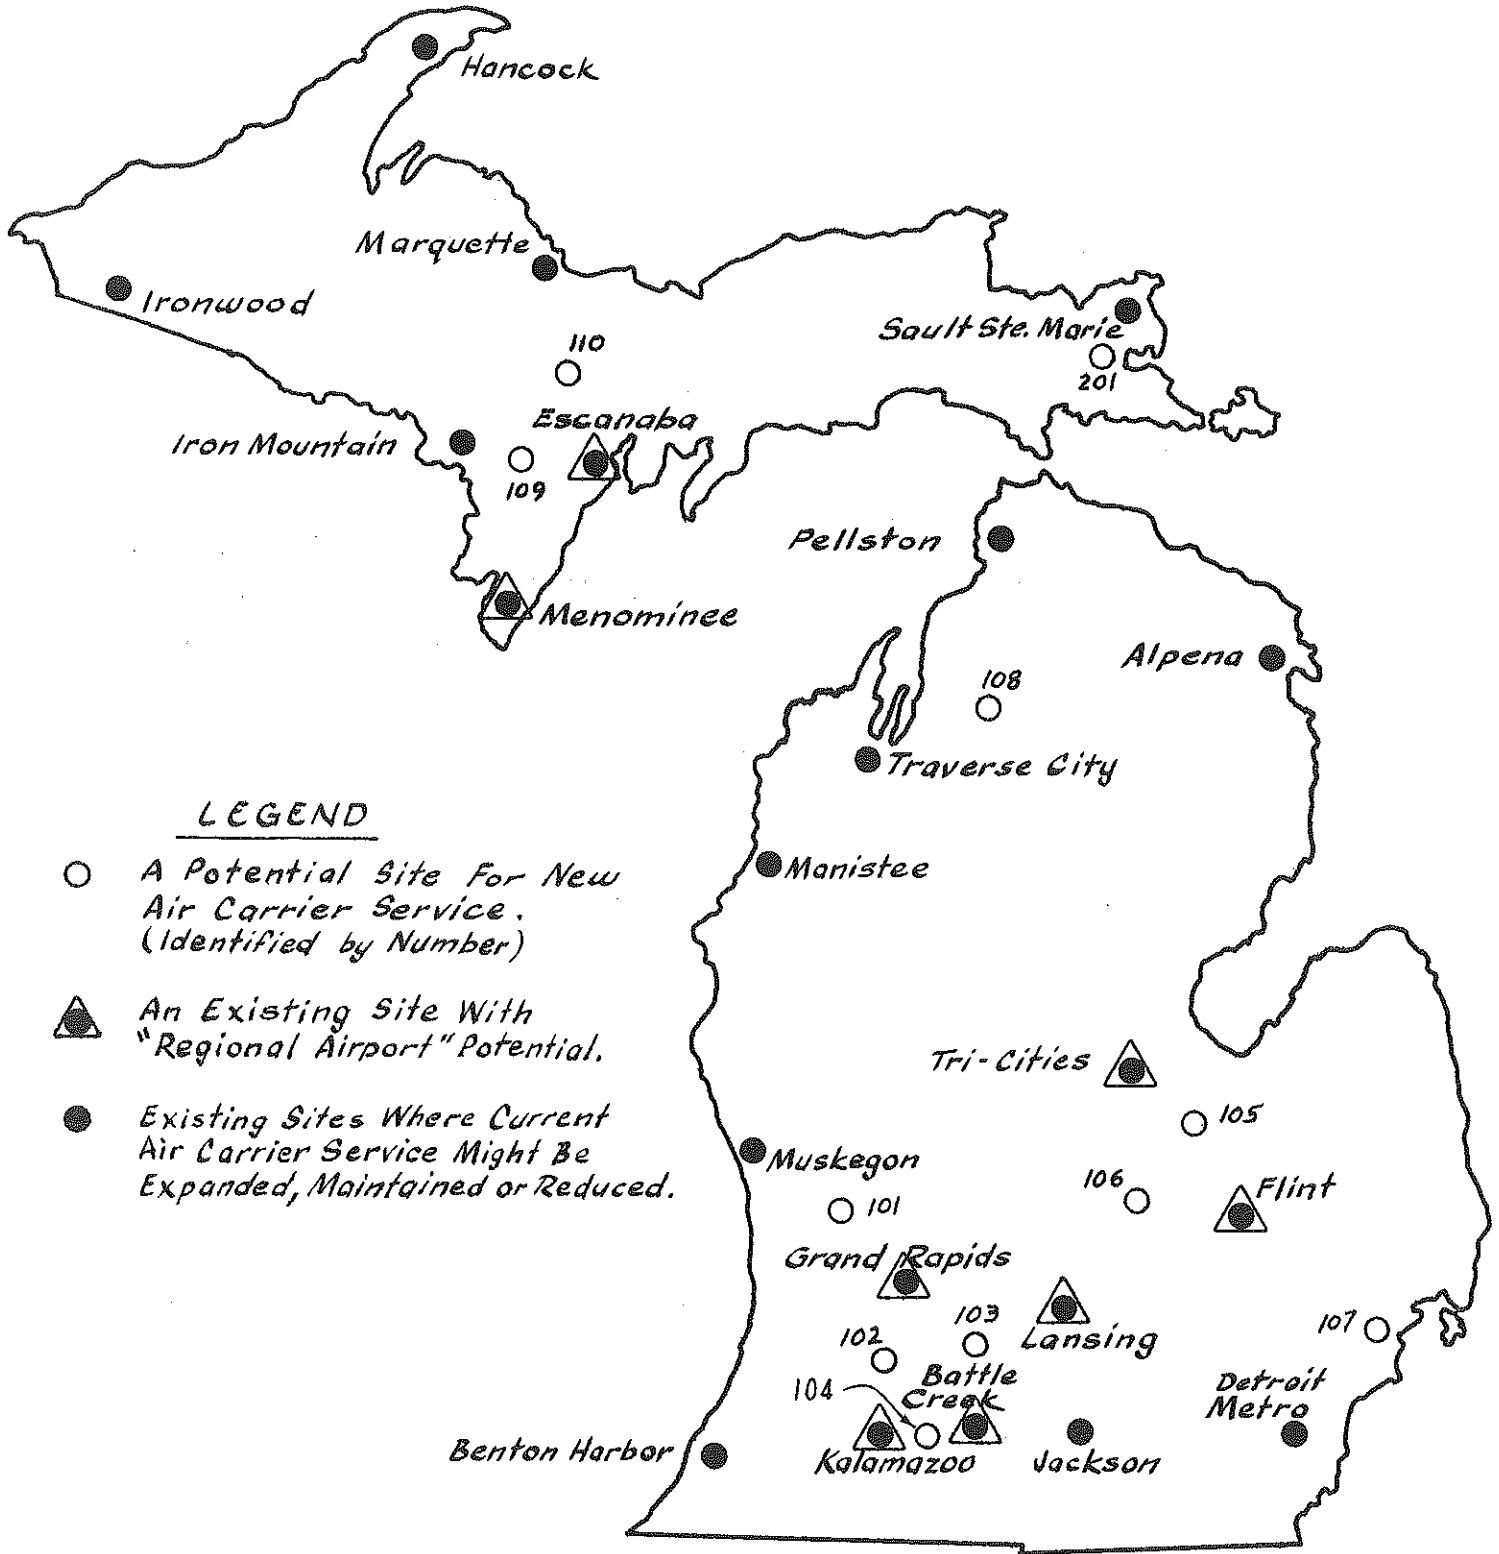 Hancock
Marquette
Ironwood
Sault Ste. Marie
110
201
Escanaba
Iron Mountain
109
Pellston
Menominee
Alpena
108
Traverse City
LEGEND
A Potential Site For New
Air Carrier Service.
(Identified by Number)
Manistee
An Existing Site With
"Regional Airport" Potential.
Tri-Cities
Existing Sites Where Current
Air Carrier Service Might Be
Expanded, Maintained or Reduced.
105
Muskegon
106
Flint
101
Grand Rapids
103
107
102
Lansing
Battle
Creek
104
Detroit
Metro
Benton Harbor
Kalamazoo
Jackson